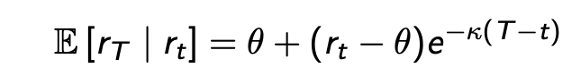 𝔼[r_T | r_t] = θ + (r_t − θ)e^{−κ(T−t)}